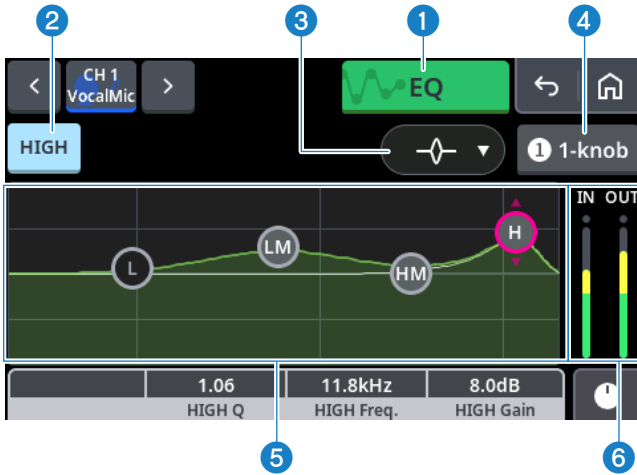 2 3 1 4
< CH 1 VocalMic > EQ
HIGH 1 1-knob
IN OUT
H
LM
L HM
1.06 11.8kHz 8.0dB
HIGH Q HIGH Freq. HIGH Gain
5 6